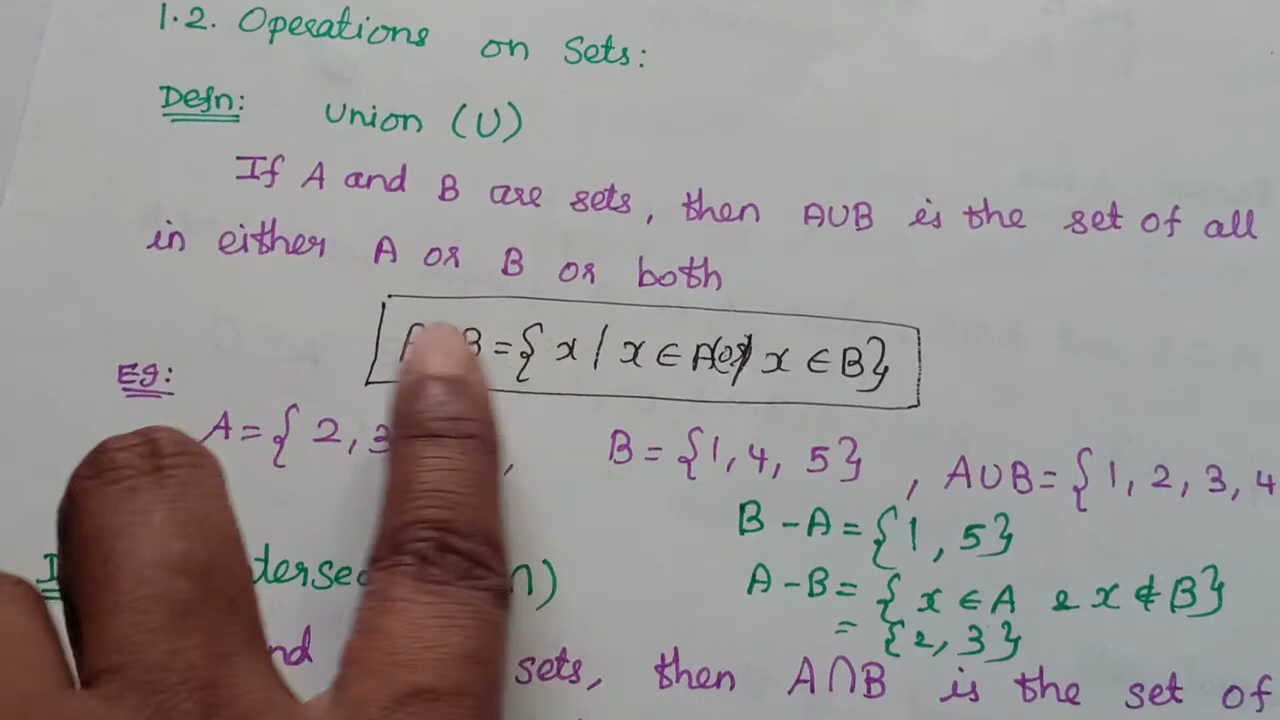 1.2. Operations on Sets:
Defn: Union (∪)
If A and B are sets, then A∪B is the set of all
in either A or B or both
B = {x / x ∈ A (or) x ∈ B}
Eg:
A = {2, 3 , B = {1, 4, 5} , A∪B = {1, 2, 3, 4
B - A = {1, 5}
A - B = {x ∈ A & x ∉ B}
= {2, 3}
sets, then A∩B is the set of